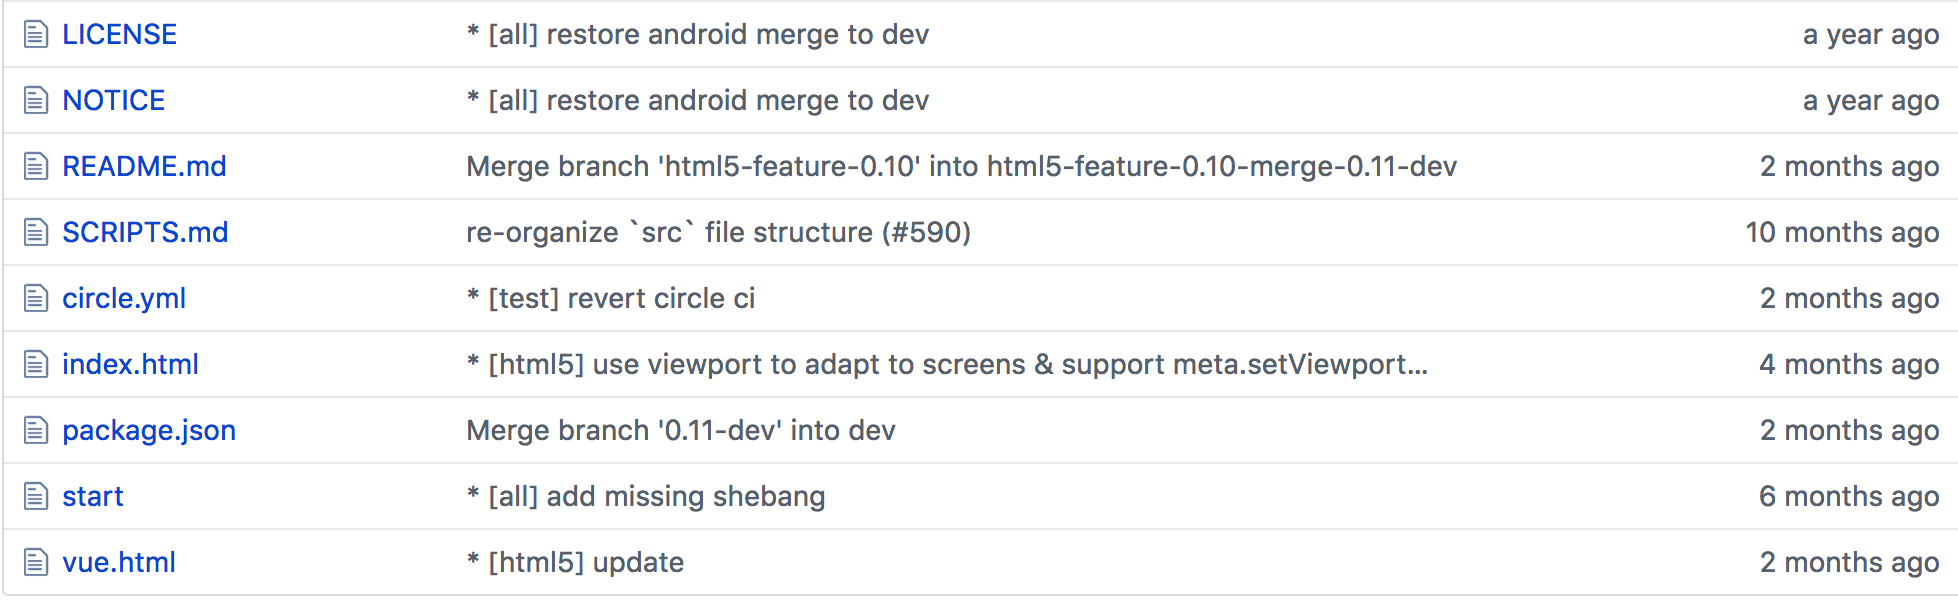 LICENSE * [all] restore android merge to dev a year ago
NOTICE * [all] restore android merge to dev a year ago
README.md Merge branch 'html5-feature-0.10' into html5-feature-0.10-merge-0.11-dev 2 months ago
SCRIPTS.md re-organize `src` file structure (#590) 10 months ago
circle.yml * [test] revert circle ci 2 months ago
index.html * [html5] use viewport to adapt to screens & support meta.setViewport... 4 months ago
package.json Merge branch '0.11-dev' into dev 2 months ago
start * [all] add missing shebang 6 months ago
vue.html * [html5] update 2 months ago